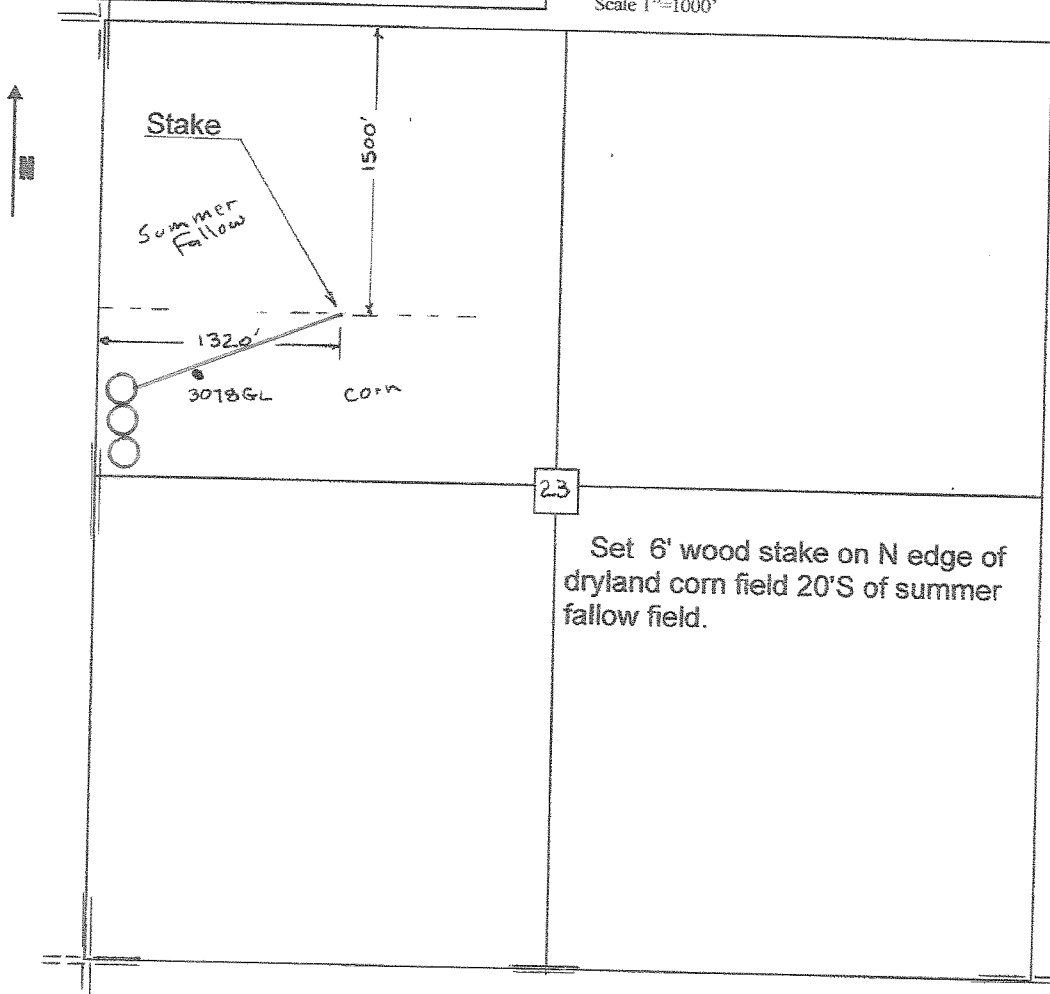 Scale 1"=1000'
Stake
1500'
Summer
Fallow
1320'
3078GL
Corn
23
Set 6' wood stake on N edge of
dryland corn field 20'S of summer
fallow field.